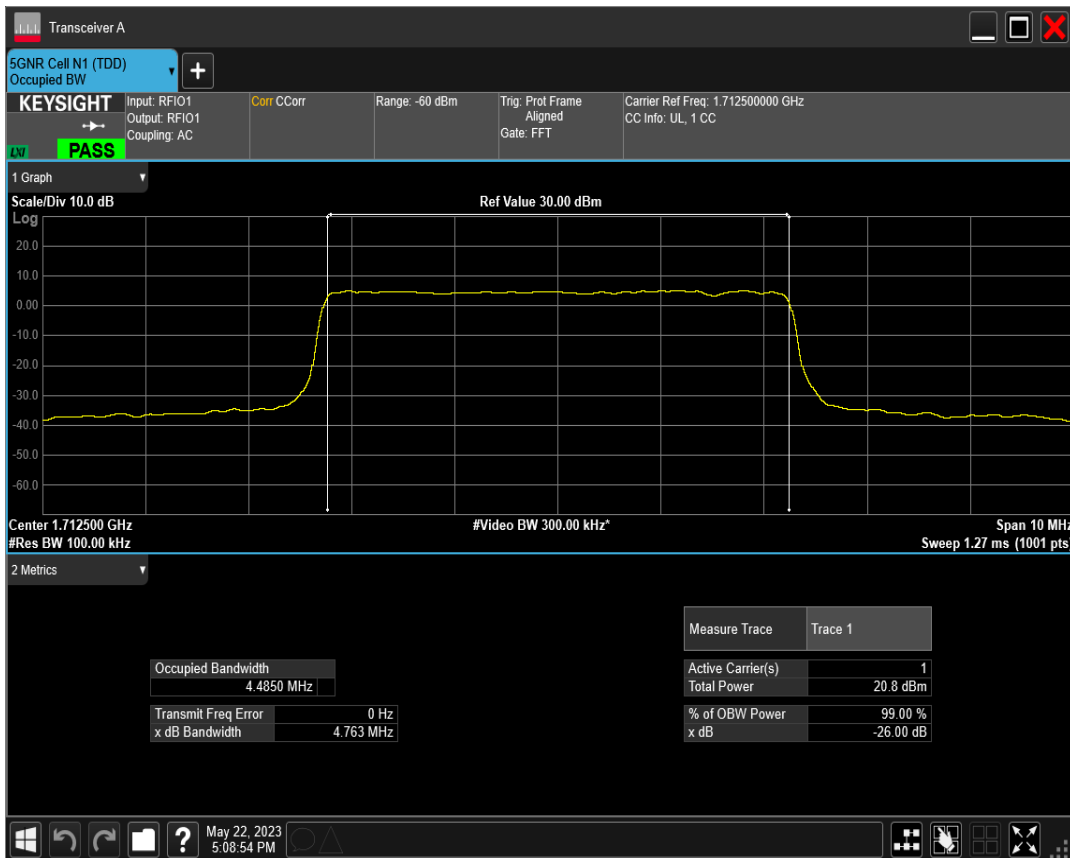 Transceiver A
5GNR Cell N1 (TDD)
Occupied BW
KEYSIGHT
LXI
PASS
Input: RFIO1
Output: RFIO1
Coupling: AC
Corr CCorr
Range: -60 dBm
Trig: Prot Frame
Aligned
Gate: FFT
Carrier Ref Freq: 1.712500000 GHz
CC Info: UL, 1 CC
1 Graph
Scale/Div 10.0 dB
Ref Value 30.00 dBm
Log
20.0
10.0
0.00
-10.0
-20.0
-30.0
-40.0
-50.0
-60.0
Center 1.712500 GHz
#Video BW 300.00 kHz*
Span 10 MHz
#Res BW 100.00 kHz
Sweep 1.27 ms (1001 pts)
2 Metrics
Measure Trace Trace 1
Occupied Bandwidth
4.4850 MHz
Active Carrier(s) 1
Total Power 20.8 dBm
Transmit Freq Error 0 Hz
x dB Bandwidth 4.763 MHz
% of OBW Power 99.00 %
x dB -26.00 dB
?
May 22, 2023
5:08:54 PM